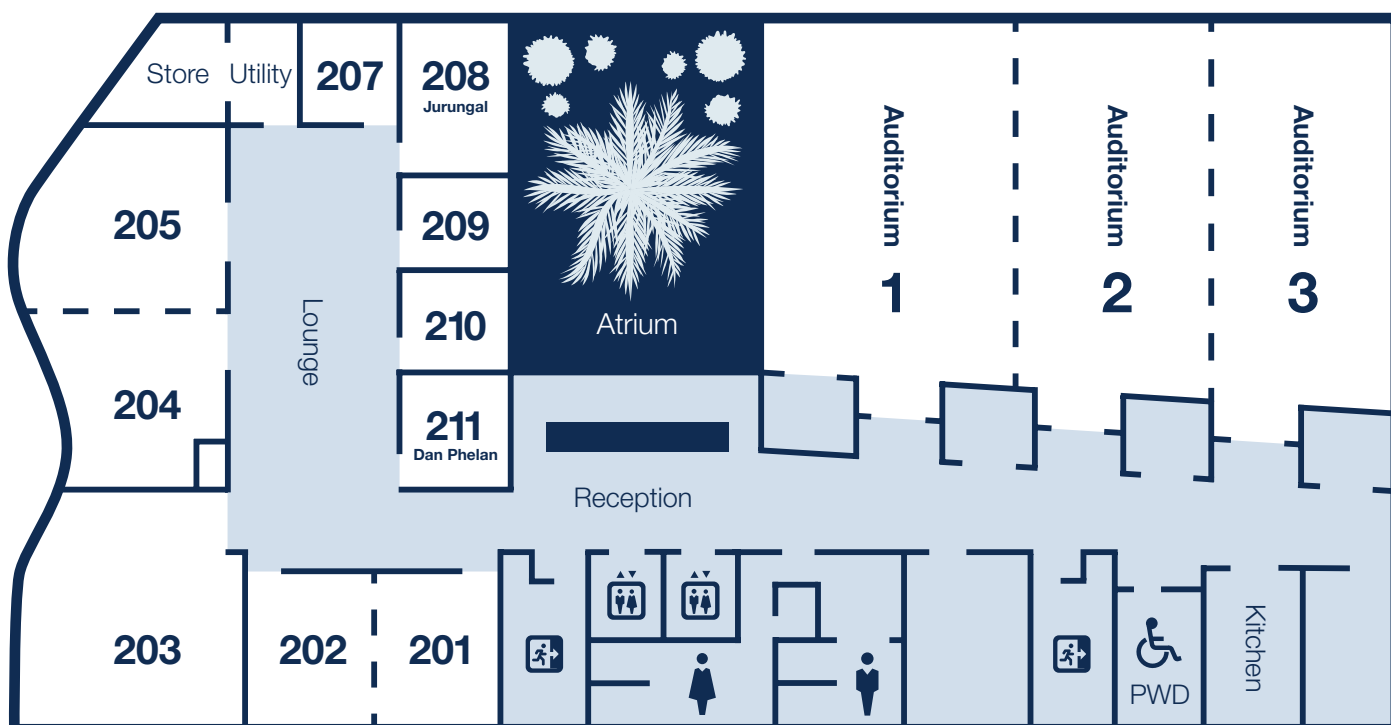 Store
Utility
207
208
Jurungal
205
209
204
Lounge
210
211
Dan Phelan
Atrium
Auditorium
1
Auditorium
2
Auditorium
3
Reception
203
202
201
PWD
Kitchen